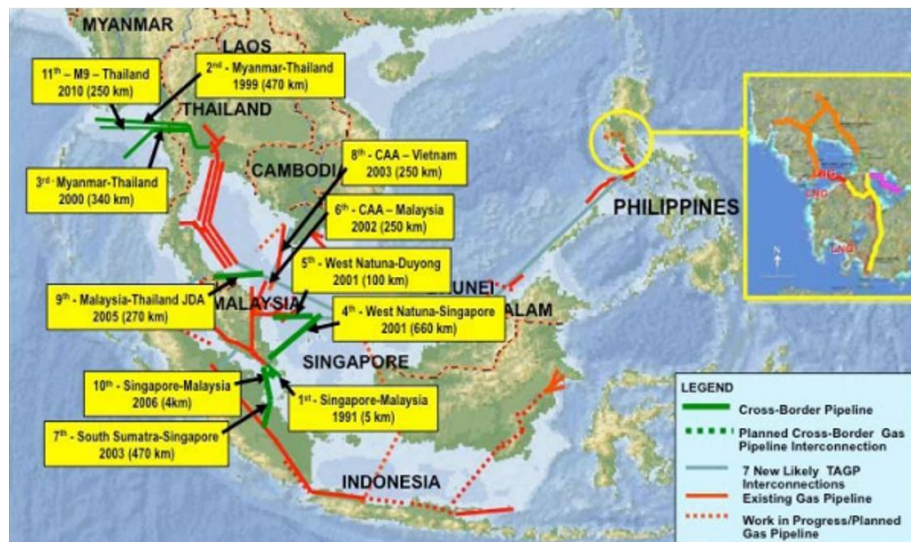 MYANMAR
LAOS
11th – M9 – Thailand
2010 (250 km)
2nd - Myanmar-Thailand
1999 (470 km)
THAILAND
8th - CAA – Vietnam
2003 (250 km)
CAMBODI
3rd- Myanmar-Thailand
2000 (340 km)
6th - CAA – Malaysia
2002 (250 km)
PHILIPPINES
LNG
LNG
LNG
N
5th - West Natuna-Duyong
2001 (100 km)
UNEI
9th - Malaysia-Thailand JDA
2005 (270 km)
MALAYSIA
4th - West Natuna-Singapore
2001 (660 km)
ALAM
SINGAPORE
10th - Singapore-Malaysia
2006 (4km)
1st - Singapore-Malaysia
1991 (5 km)
7th - South Sumatra-Singapore
2003 (470 km)
INDONESIA
LEGEND
Cross-Border Pipeline
Planned Cross-Border Gas
Pipeline Interconnection
7 New Likely TAGP
Interconnections
Existing Gas Pipeline
Work in Progress/Planned
Gas Pipeline